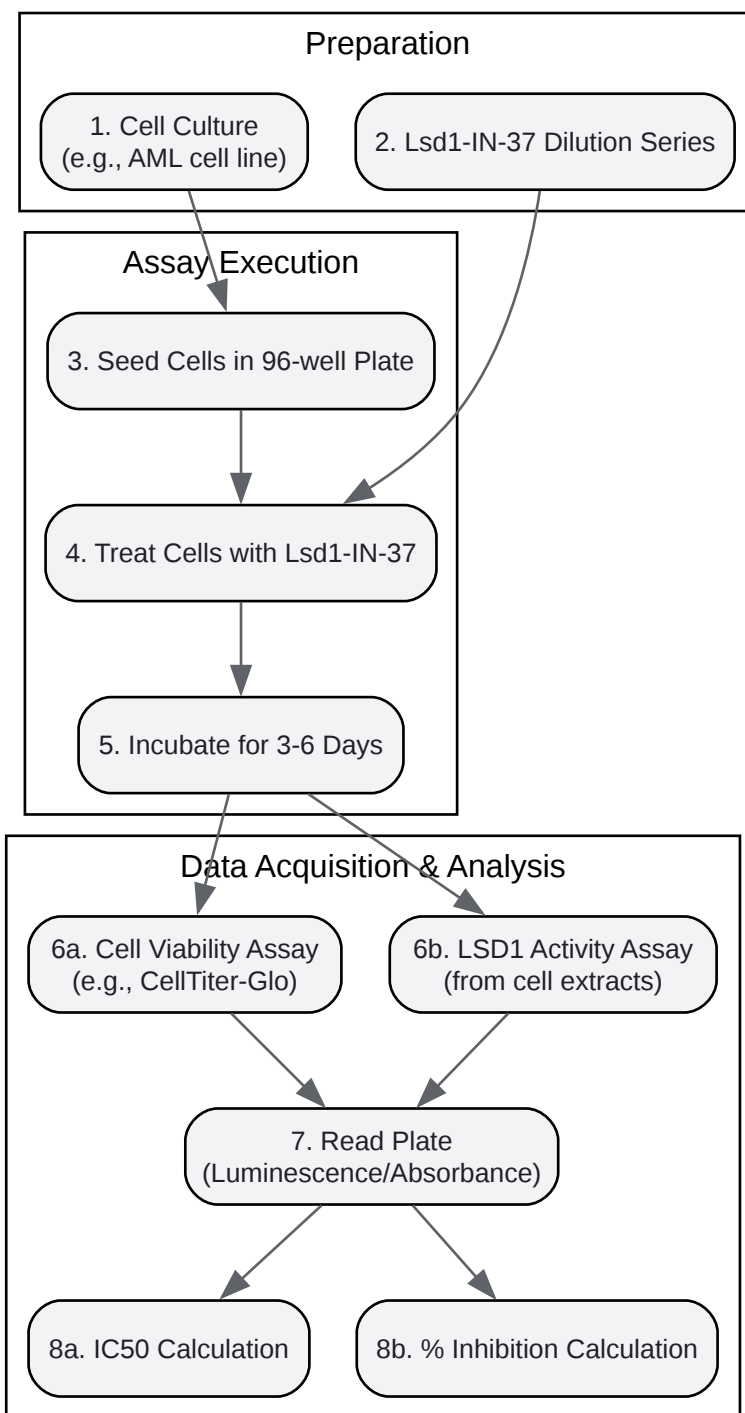 Preparation
1. Cell Culture
(e.g., AML cell line)
2. Lsd1-IN-37 Dilution Series
Assay Execution
3. Seed Cells in 96-well Plate
4. Treat Cells with Lsd1-IN-37
5. Incubate for 3-6 Days
Data Acquisition & Analysis
6a. Cell Viability Assay
(e.g., CellTiter-Glo)
6b. LSD1 Activity Assay
(from cell extracts)
7. Read Plate
(Luminescence/Absorbance)
8a. IC50 Calculation
8b. % Inhibition Calculation